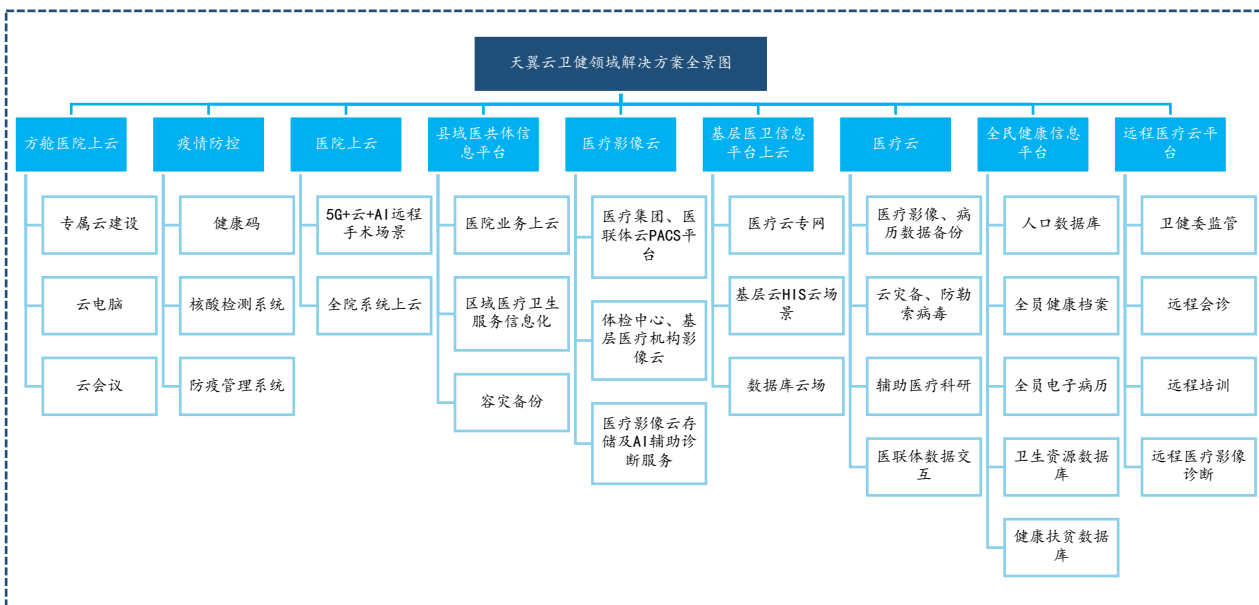 天翼云卫健领域解决方案全景图
方舱医院上云
专属云建设
云电脑
云会议
疫情防控
健康码
核酸检测系统
防疫管理系统
医院上云
5G+云+AI远程
手术场景
全院系统上云
县域医共体信
息平台
医院业务上云
区域医疗卫生
服务信息化
容灾备份
医疗影像云
医疗集团、医
联体云PACS平
台
体检中心、基
层医疗机构影
像云
医疗影像云存
储及AI辅助诊
断服务
基层医卫信息
平台上云
医疗云专网
基层云HIS云场
景
数据库云场
医疗云
医疗影像、病
历数据备份
云灾备、防勒
索病毒
辅助医疗科研
医联体数据交
互
全民健康信息
平台
人口数据库
全员健康档案
全员电子病历
卫生资源数据
库
健康扶贫数据
库
远程医疗云平
台
卫健委监管
远程会诊
远程培训
远程医疗影像
诊断